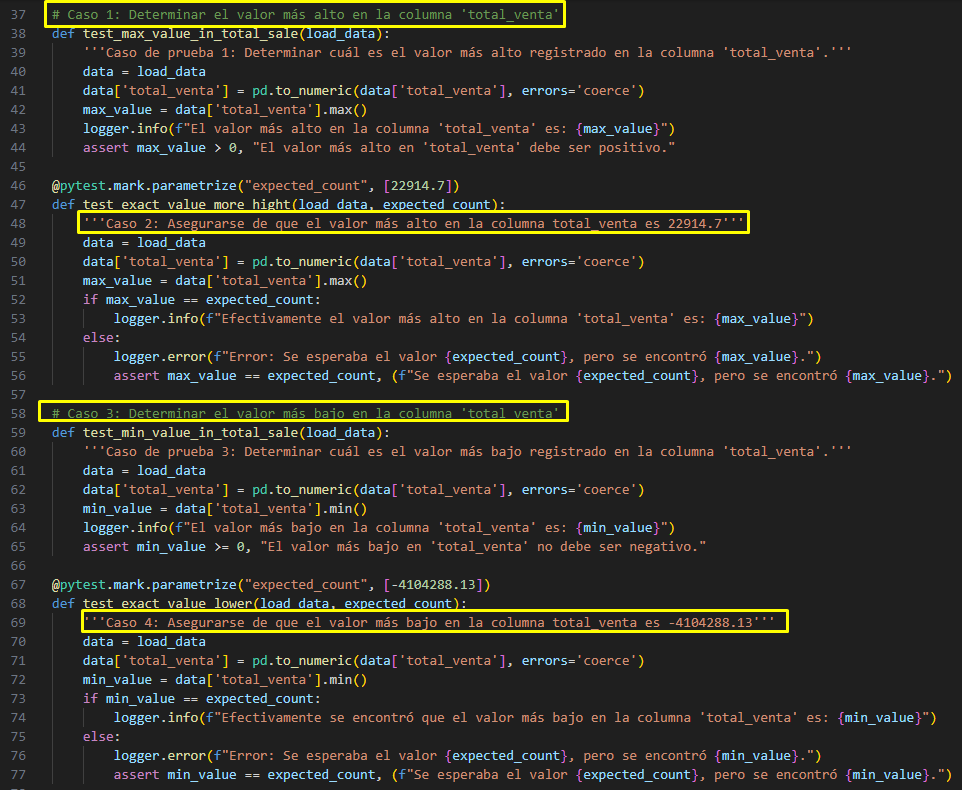 37 # Caso 1: Determinar el valor más alto en la columna 'total_venta'
38 def test_max_value_in_total_sale(load_data):
39     '''Caso de prueba 1: Determinar cuál es el valor más alto registrado en la columna 'total_venta'.'''
40     data = load_data
41     data['total_venta'] = pd.to_numeric(data['total_venta'], errors='coerce')
42     max_value = data['total_venta'].max()
43     logger.info(f"El valor más alto en la columna 'total_venta' es: {max_value}")
44     assert max_value > 0, "El valor más alto en 'total_venta' debe ser positivo."
45
46 @pytest.mark.parametrize("expected_count", [22914.7])
47 def test_exact_value_more_hight(load_data, expected_count):
48     '''Caso 2: Asegurarse de que el valor más alto en la columna total_venta es 22914.7'''
49     data = load_data
50     data['total_venta'] = pd.to_numeric(data['total_venta'], errors='coerce')
51     max_value = data['total_venta'].max()
52     if max_value == expected_count:
53         logger.info(f"Efectivamente el valor más alto en la columna 'total_venta' es: {max_value}")
54     else:
55         logger.error(f"Error: Se esperaba el valor {expected_count}, pero se encontró {max_value}.")
56         assert max_value == expected_count, (f"Se esperaba el valor {expected_count}, pero se encontró {max_value}.")
57
58 # Caso 3: Determinar el valor más bajo en la columna 'total_venta'
59 def test_min_value_in_total_sale(load_data):
60     '''Caso de prueba 3: Determinar cuál es el valor más bajo registrado en la columna 'total_venta'.'''
61     data = load_data
62     data['total_venta'] = pd.to_numeric(data['total_venta'], errors='coerce')
63     min_value = data['total_venta'].min()
64     logger.info(f"El valor más bajo en la columna 'total_venta' es: {min_value}")
65     assert min_value >= 0, "El valor más bajo en 'total_venta' no debe ser negativo."
66
67 @pytest.mark.parametrize("expected_count", [-4104288.13])
68 def test_exact_value_lower(load_data, expected_count):
69     '''Caso 4: Asegurarse de que el valor más bajo en la columna total_venta es -4104288.13'''
70     data = load_data
71     data['total_venta'] = pd.to_numeric(data['total_venta'], errors='coerce')
72     min_value = data['total_venta'].min()
73     if min_value == expected_count:
74         logger.info(f"Efectivamente se encontró que el valor más bajo en la columna 'total_venta' es: {min_value}")
75     else:
76         logger.error(f"Error: Se esperaba el valor {expected_count}, pero se encontró {min_value}.")
77         assert min_value == expected_count, (f"Se esperaba el valor {expected_count}, pero se encontró {min_value}.")